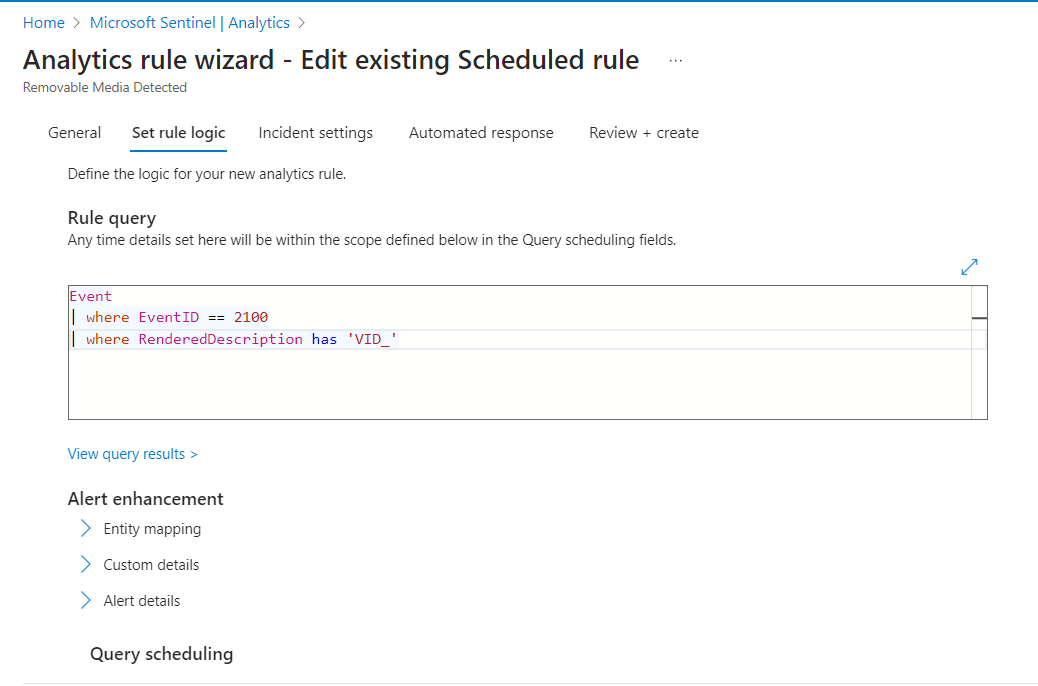 Home > Microsoft Sentinel | Analytics >
Analytics rule wizard - Edit existing Scheduled rule ...
Removable Media Detected
General Set rule logic Incident settings Automated response Review + create
Define the logic for your new analytics rule.
Rule query
Any time details set here will be within the scope defined below in the Query scheduling fields.
Event
| where EventID == 2100
| where RenderedDescription has 'VID_'
View query results >
Alert enhancement
Entity mapping
Custom details
Alert details
Query scheduling